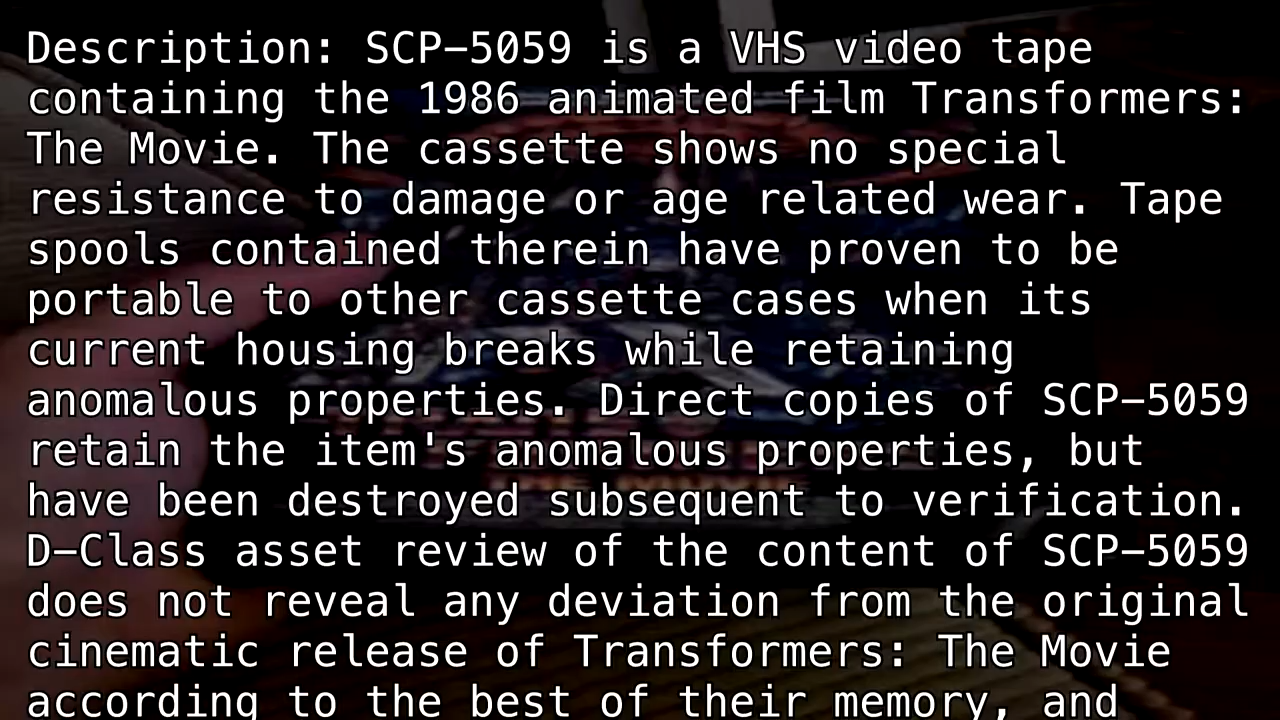 Description: SCP-5059 is a VHS video tape
containing the 1986 animated film Transformers:
The Movie. The cassette shows no special
resistance to damage or age related wear. Tape
spools contained therein have proven to be
portable to other cassette cases when its
current housing breaks while retaining
anomalous properties. Direct copies of SCP-5059
retain the item's anomalous properties, but
have been destroyed subsequent to verification.
D-Class asset review of the content of SCP-5059
does not reveal any deviation from the original
cinematic release of Transformers: The Movie
according to the best of their memory, and